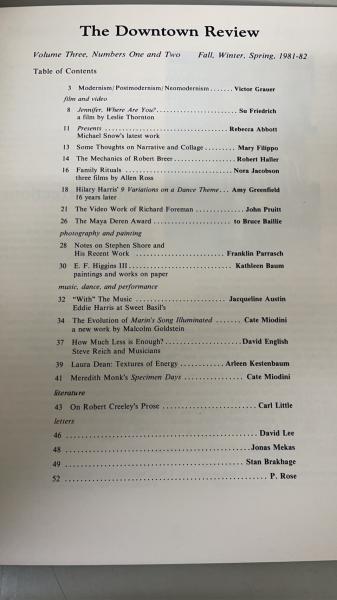 The Downtown Review
Volume Three, Numbers One and Two Fall, Winter, Spring, 1981-82
Table of Contents
3 Modernism/Postmodernism/Neomodernism ....... Victor Grauer
film and video
8 Jennifer, Where Are You? ...................... Su Friedrich
a film by Leslie Thornton
11 Presents ................................ Rebecca Abbott
Michael Snow's latest work
13 Some Thoughts on Narrative and Collage ......... Mary Filippo
14 The Mechanics of Robert Breer .................. Robert Haller
16 Family Rituals ............................ Nora Jacobson
three films by Allen Ross
18 Hilary Harris' 9 Variations on a Dance Theme ... Amy Greenfield
16 years later
21 The Video Work of Richard Foreman ............. John Pruitt
26 The Maya Deren Award ...................... to Bruce Baillie
photography and painting
28 Notes on Stephen Shore and
His Recent Work ....................... Franklin Parrasch
30 E. F. Higgins III ............................ Kathleen Baum
paintings and works on paper
music, dance, and performance
32 "With" The Music ....................... Jacqueline Austin
Eddie Harris at Sweet Basil's
34 The Evolution of Marin's Song Illuminated ....... Cate Miodini
a new work by Malcolm Goldstein
37 How Much Less is Enough? ..................... David English
Steve Reich and Musicians
39 Laura Dean: Textures of Energy ............ Arleen Kestenbaum
41 Meredith Monk's Specimen Days ................ Cate Miodini
literature
43 On Robert Creeley's Prose ........................ Carl Little
letters
46 ................................................. David Lee
48 ............................................... Jonas Mekas
49 .............................................. Stan Brakhage
52 .................................................... P. Rose